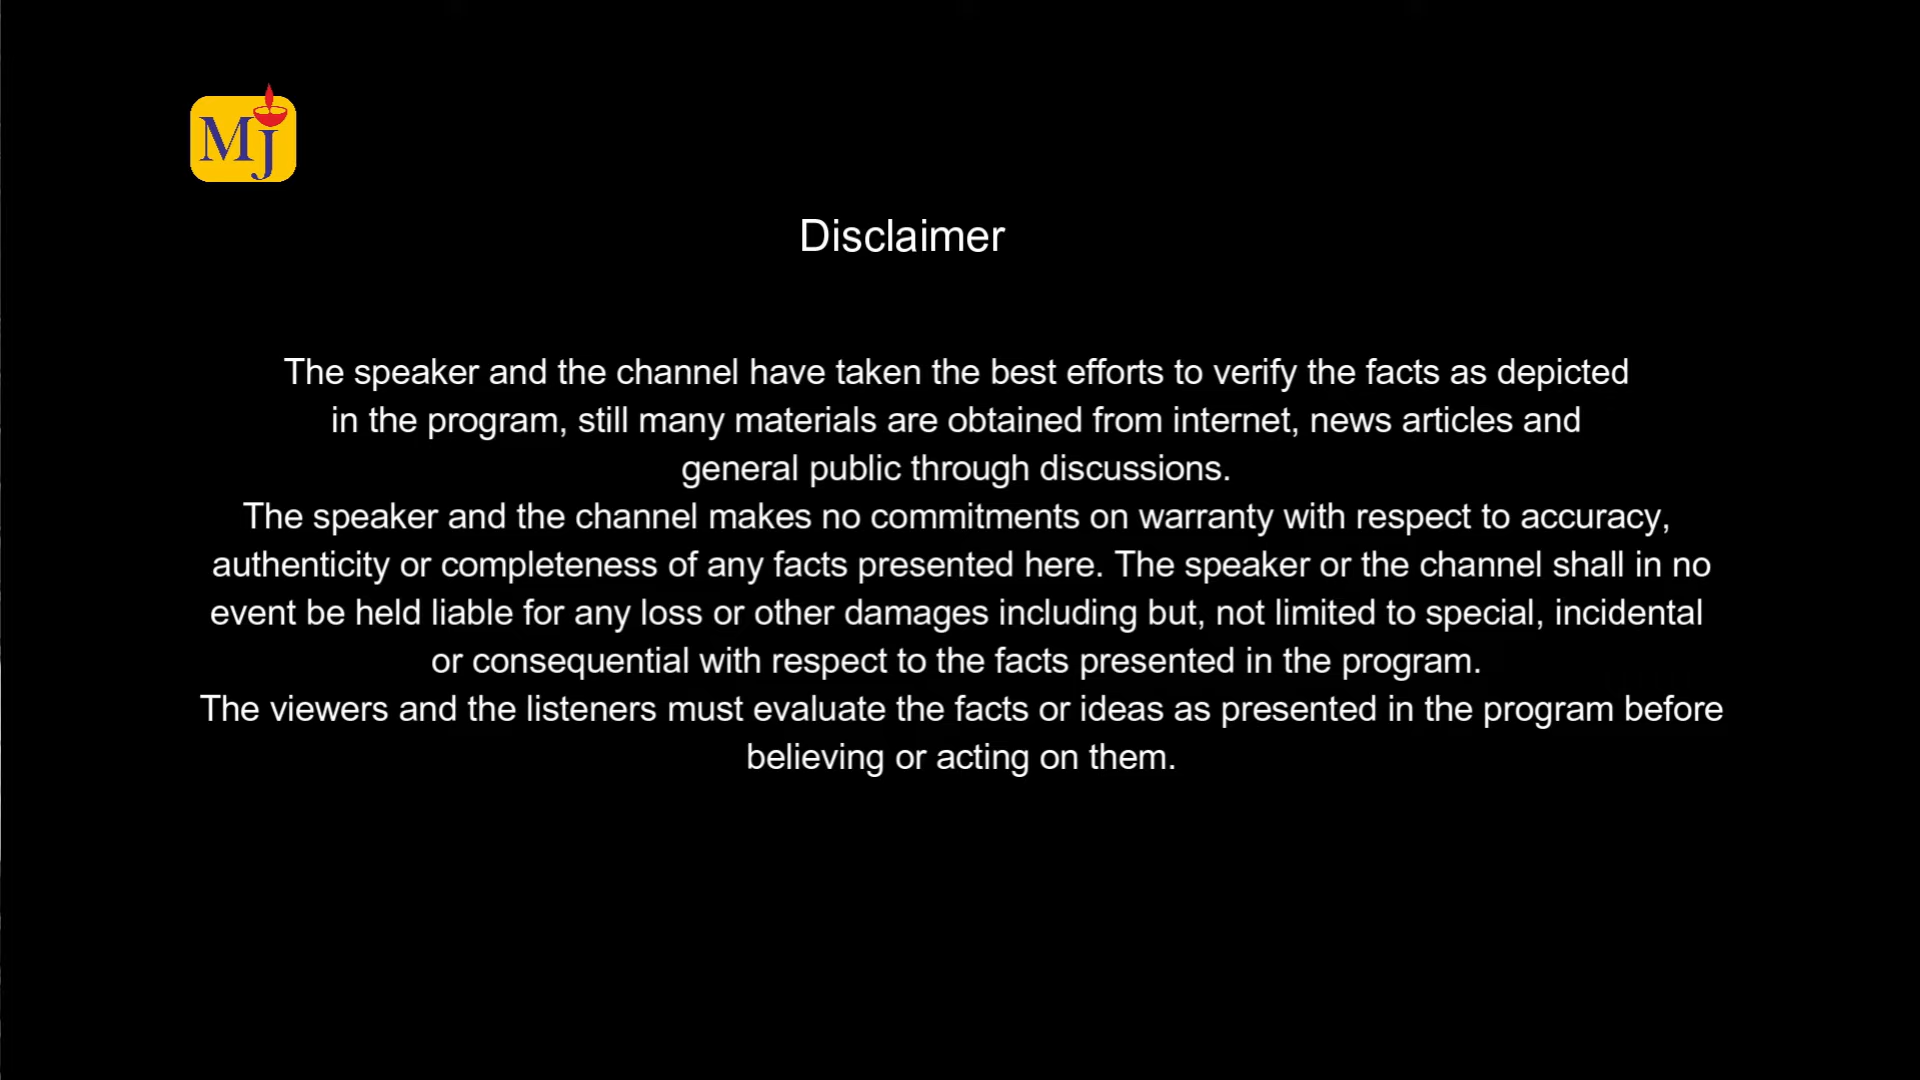 MJ
Disclaimer
The speaker and the channel have taken the best efforts to verify the facts as depicted
in the program, still many materials are obtained from internet, news articles and
general public through discussions.
The speaker and the channel makes no commitments on warranty with respect to accuracy,
authenticity or completeness of any facts presented here. The speaker or the channel shall in no
event be held liable for any loss or other damages including but, not limited to special, incidental
or consequential with respect to the facts presented in the program.
The viewers and the listeners must evaluate the facts or ideas as presented in the program before
believing or acting on them.